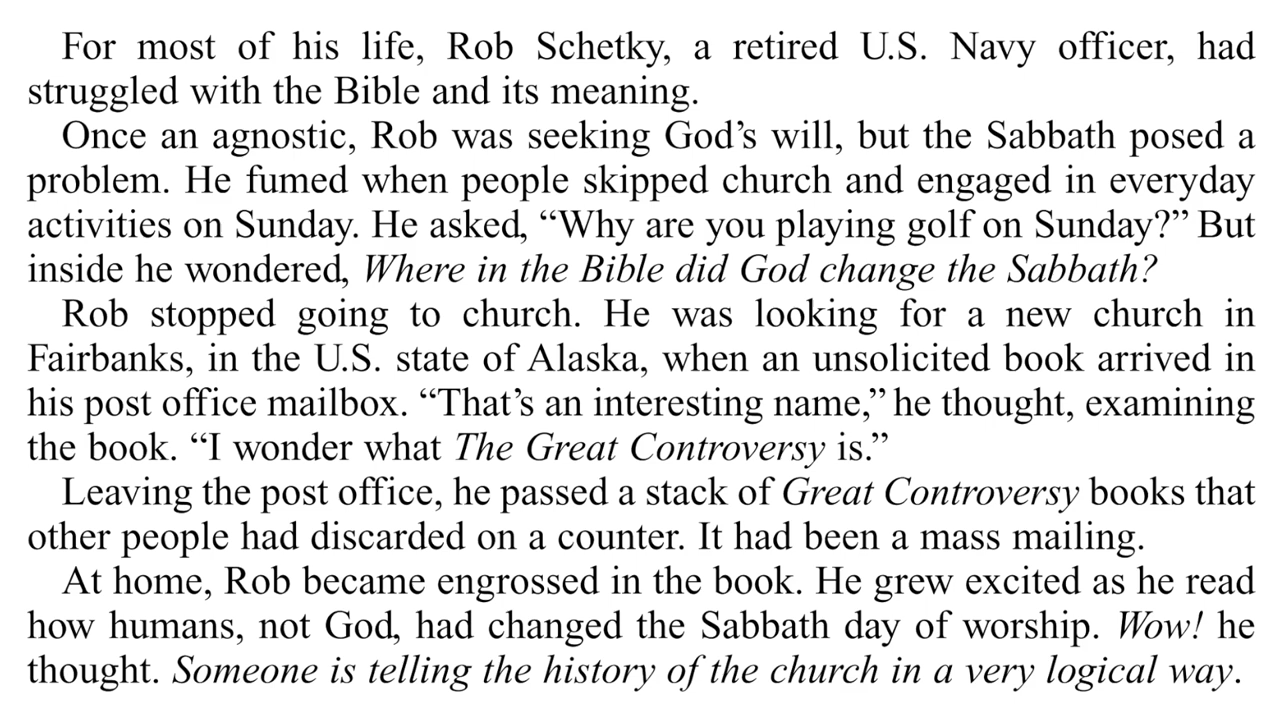 For most of his life, Rob Schetky, a retired U.S. Navy officer, had
struggled with the Bible and its meaning.
Once an agnostic, Rob was seeking God’s will, but the Sabbath posed a
problem. He fumed when people skipped church and engaged in everyday
activities on Sunday. He asked, “Why are you playing golf on Sunday?” But
inside he wondered, Where in the Bible did God change the Sabbath?
Rob stopped going to church. He was looking for a new church in
Fairbanks, in the U.S. state of Alaska, when an unsolicited book arrived in
his post office mailbox. “That’s an interesting name,” he thought, examining
the book. “I wonder what The Great Controversy is.”
Leaving the post office, he passed a stack of Great Controversy books that
other people had discarded on a counter. It had been a mass mailing.
At home, Rob became engrossed in the book. He grew excited as he read
how humans, not God, had changed the Sabbath day of worship. Wow! he
thought. Someone is telling the history of the church in a very logical way.